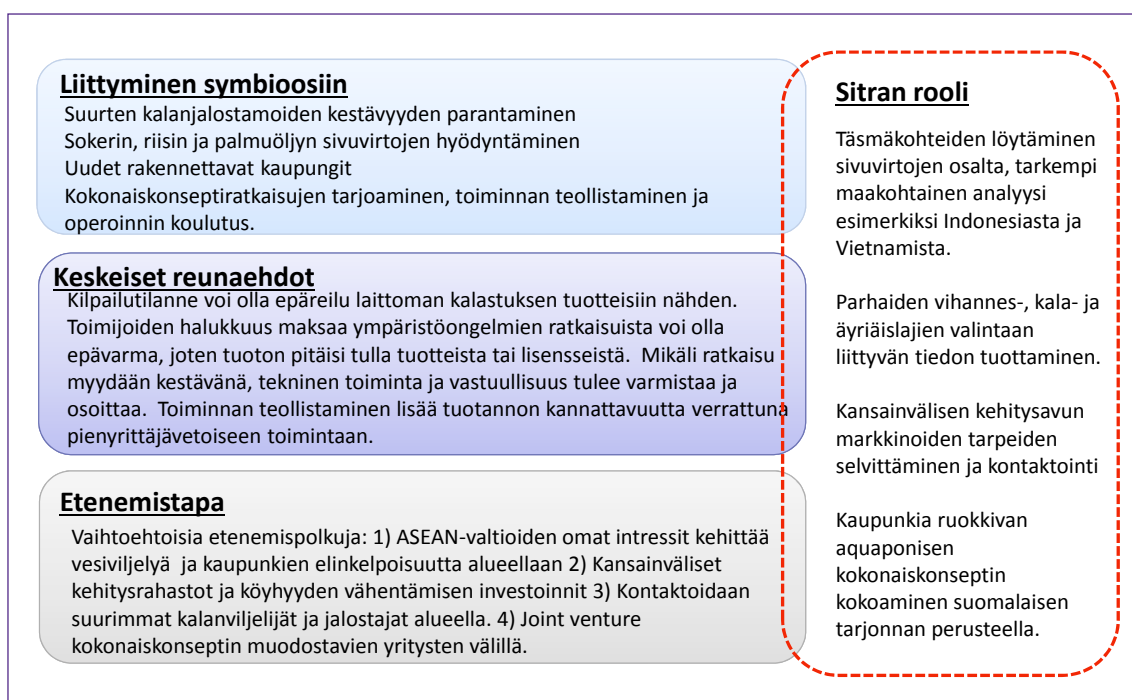 Liittyminen symbioosiin
Suurten kalanjalostamoiden kestävyyden parantaminen
Sokerin, riisin ja palmuöljyn sivuvirtojen hyödyntäminen
Uudet rakennettavat kaupungit
Kokonaiskonseptiratkaisujen tarjoaminen, toiminnan teollistaminen ja
operoinnin koulutus.
Keskeiset reunaehdot
Kilpailutilanne voi olla epäreilu laittoman kalastuksen tuotteisiin nähden.
Toimijoiden halukkuus maksaa ympäristöongelmien ratkaisuista voi olla
epävarma, joten tuoton pitäisi tulla tuotteista tai lisensseistä.  Mikäli ratkaisu
myydään kestävänä, tekninen toiminta ja vastuullisuus tulee varmistaa ja
osoittaa.  Toiminnan teollistaminen lisää tuotannon kannattavuutta verrattuna
pienyrittäjävetoiseen toimintaan.
Etenemistapa
Vaihtoehtoisia etenemispolkuja: 1) ASEAN-valtioiden omat intressit kehittää
vesiviljelyä  ja kaupunkien elinkelpoisuutta alueellaan 2) Kansainväliset
kehitysrahastot ja köyhyyden vähentämisen investoinnit 3) Kontaktoidaan
suurimmat kalanviljelijät ja jalostajat alueella. 4) Joint venture
kokonaiskonseptin muodostavien yritysten välillä.
Sitran rooli
Täsmäkohteiden löytäminen
sivuvirtojen osalta, tarkempi
maakohtainen analyysi
esimerkiksi Indonesiasta ja
Vietnamista.
Parhaiden vihannes-, kala- ja
äyriäislajien valintaan
liittyvän tiedon tuottaminen.
Kansainvälisen kehitysavun
markkinoiden tarpeiden
selvittäminen ja kontaktointi
Kaupunkia ruokkivan
aquaponisen
kokonaiskonseptin
kokoaminen suomalaisen
tarjonnan perusteella.